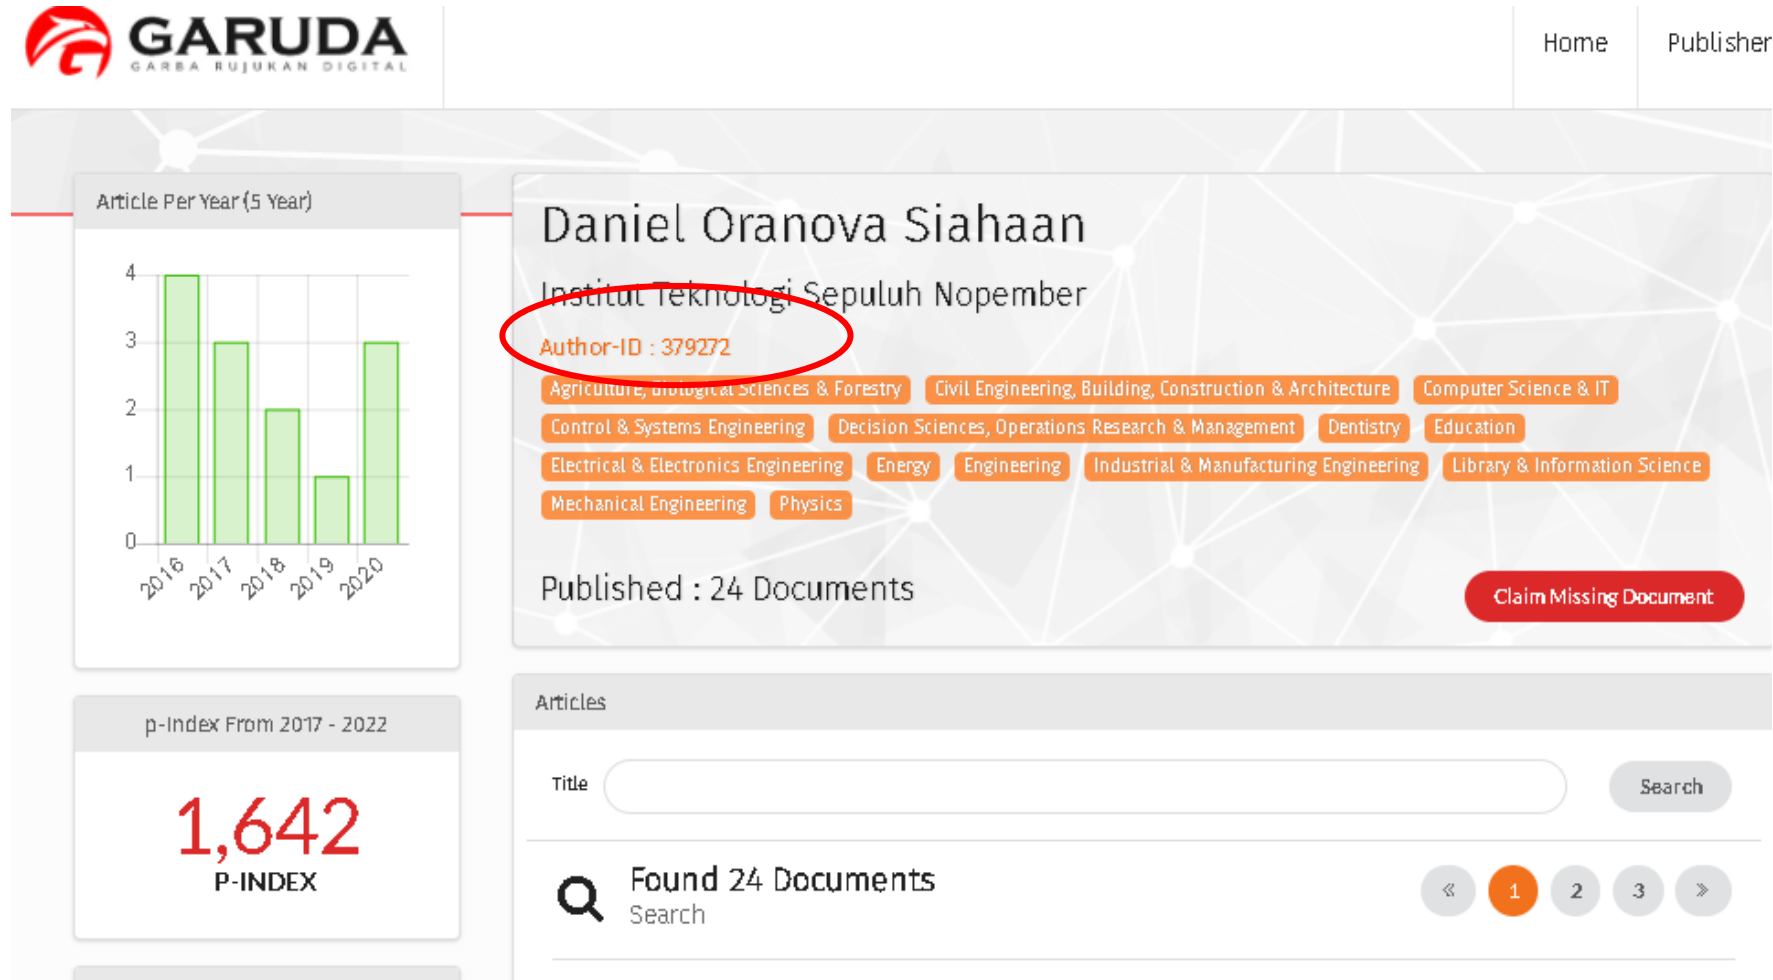 GARUDA
GARBA RUJUKAN DIGITAL
Home
Publisher
Article Per Year (5 Year)
4
3
2
1
0
2016
2017
2018
2019
2020
p-Index From 2017 - 2022
1,642
P-INDEX
Daniel Oranova Siahaan
Institut Teknologi Sepuluh Nopember
Author-ID : 379272
Agriculture, Biological Sciences & Forestry Civil Engineering, Building, Construction & Architecture Computer Science & IT
Control & Systems Engineering Decision Sciences, Operations Research & Management Dentistry Education
Electrical & Electronics Engineering Energy Engineering Industrial & Manufacturing Engineering Library & Information Science
Mechanical Engineering Physics
Published : 24 Documents
Claim Missing Document
Articles
Title
Search
Found 24 Documents
Search
« 1 2 3 »